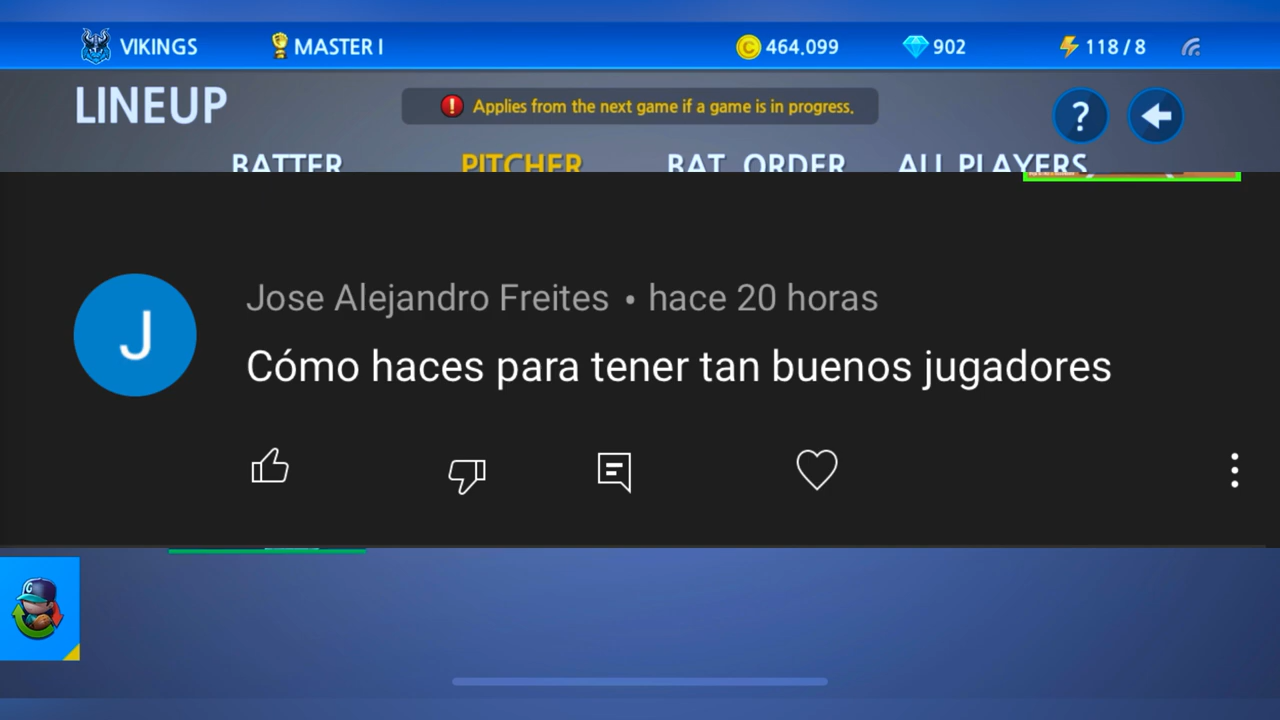 VIKINGS MASTER I 464.099 902 118 / 8
LINEUP
Applies from the next game if a game is in progress.
?
BATTER PITCHER BAT. ORDER ALL PLAYERS
J
Jose Alejandro Freites • hace 20 horas
Cómo haces para tener tan buenos jugadores